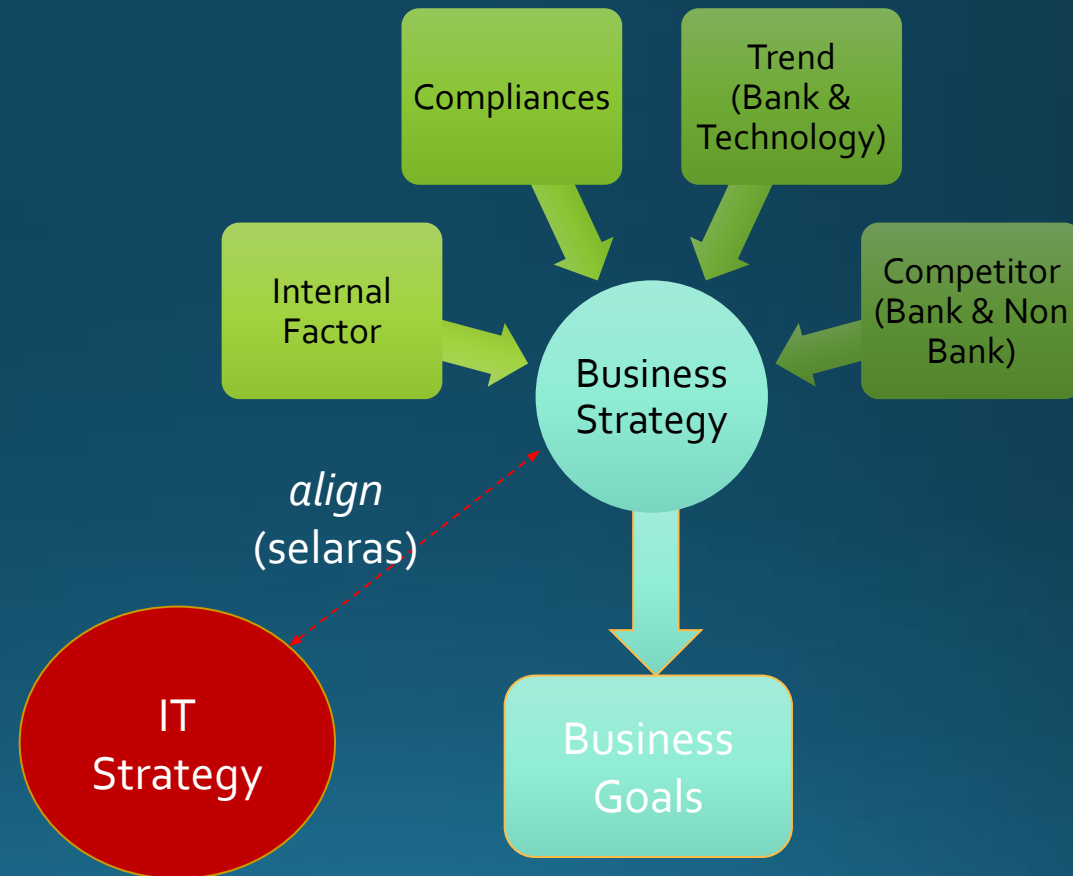 Compliances
Trend
(Bank &
Technology)
Internal
Factor
Competitor
(Bank & Non
Bank)
Business
Strategy
align
(selaras)
IT
Strategy
Business
Goals